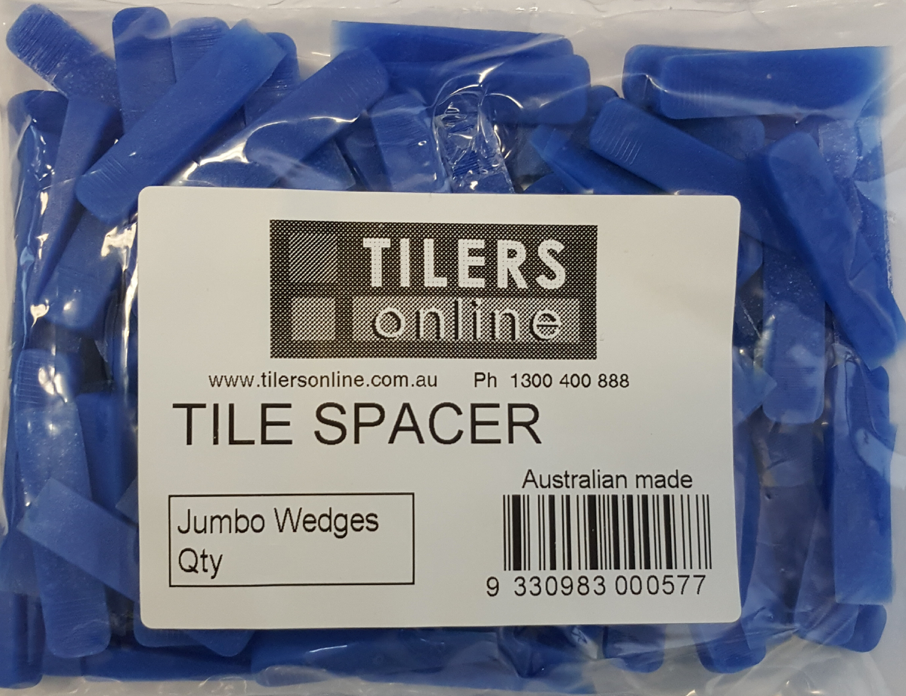 TILERS
online
www.tilersonline.com.au Ph 1300 400 888
TILE SPACER
Australian made
Jumbo Wedges
Qty
9 330983 000577